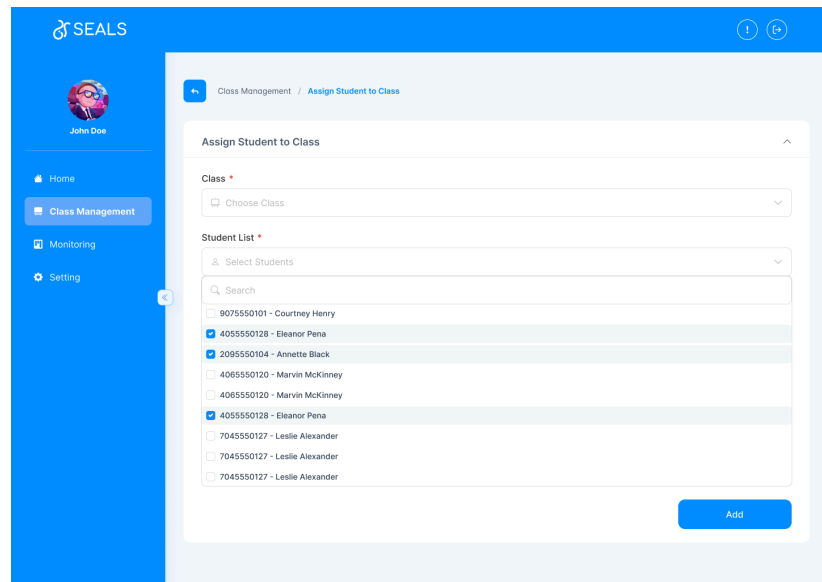 SEALS
John Doe
Home
Class Management
Monitoring
Setting
Class Management / Assign Student to Class
Assign Student to Class
Class *
Choose Class
Student List *
Select Students
Search
9075550101 - Courtney Henry
4055550128 - Eleanor Pena
2095550104 - Annette Black
4065550120 - Marvin McKinney
4065550120 - Marvin McKinney
4055550128 - Eleanor Pena
7045550127 - Leslie Alexander
7045550127 - Leslie Alexander
7045550127 - Leslie Alexander
Add